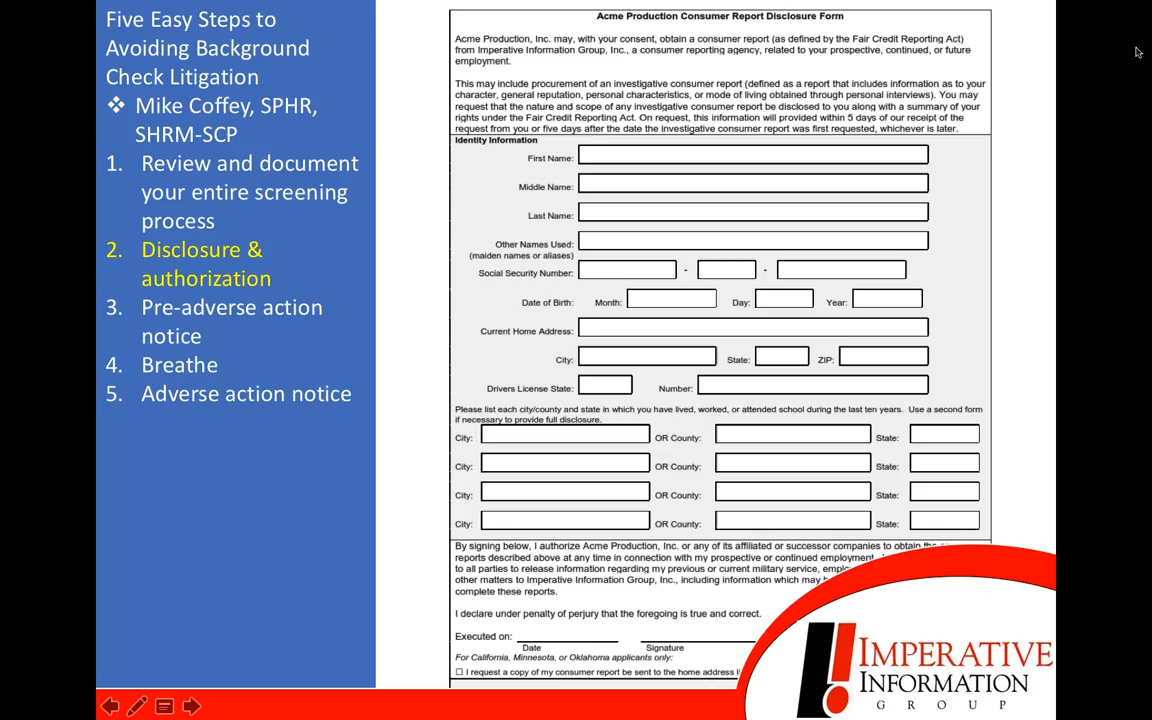 Five Easy Steps to
Avoiding Background
Check Litigation
❖ Mike Coffey, SPHR,
SHRM-SCP
1. Review and document
your entire screening
process
2. Disclosure &
authorization
3. Pre-adverse action
notice
4. Breathe
5. Adverse action notice
Acme Production Consumer Report Disclosure Form
Acme Production, Inc. may, with your consent, obtain a consumer report (as defined by the Fair Credit Reporting Act)
from Imperative Information Group, Inc., a consumer reporting agency, related to your prospective, continued, or future
employment.
This may include procurement of an investigative consumer report (defined as a report that includes information as to your
character, general reputation, personal characteristics, or mode of living obtained through personal interviews). You may
request that the nature and scope of any investigative consumer report be disclosed to you along with a summary of your
rights under the Fair Credit Reporting Act. On request, this information will provided within 5 days of our receipt of the
request from you or five days after the date the investigative consumer report was first requested, whichever is later.
Identity Information
First Name:
Middle Name:
Last Name:
Other Names Used:
(maiden names or aliases)
Social Security Number: - -
Date of Birth: Month: Day: Year:
Current Home Address:
City: State: ZIP:
Drivers License State: Number:
Please list each city/county and state in which you have lived, worked, or attended school during the last ten years. Use a second form
if necessary to provide full disclosure.
City: OR County: State:
City: OR County: State:
City: OR County: State:
City: OR County: State:
By signing below, I authorize Acme Production, Inc. or any of its affiliated or successor companies to obtain the
reports described above at any time in connection with my prospective or continued employment.
to all parties to release information regarding my previous or current military service,
other matters to Imperative Information Group, Inc., including information which may
complete these reports.
I declare under penalty of perjury that the foregoing is true and correct.
Executed on:
Date Signature
For California, Minnesota, or Oklahoma applicants only:
☐ I request a copy of my consumer report be sent to the home address
IMPERATIVE
INFORMATION
GROUP